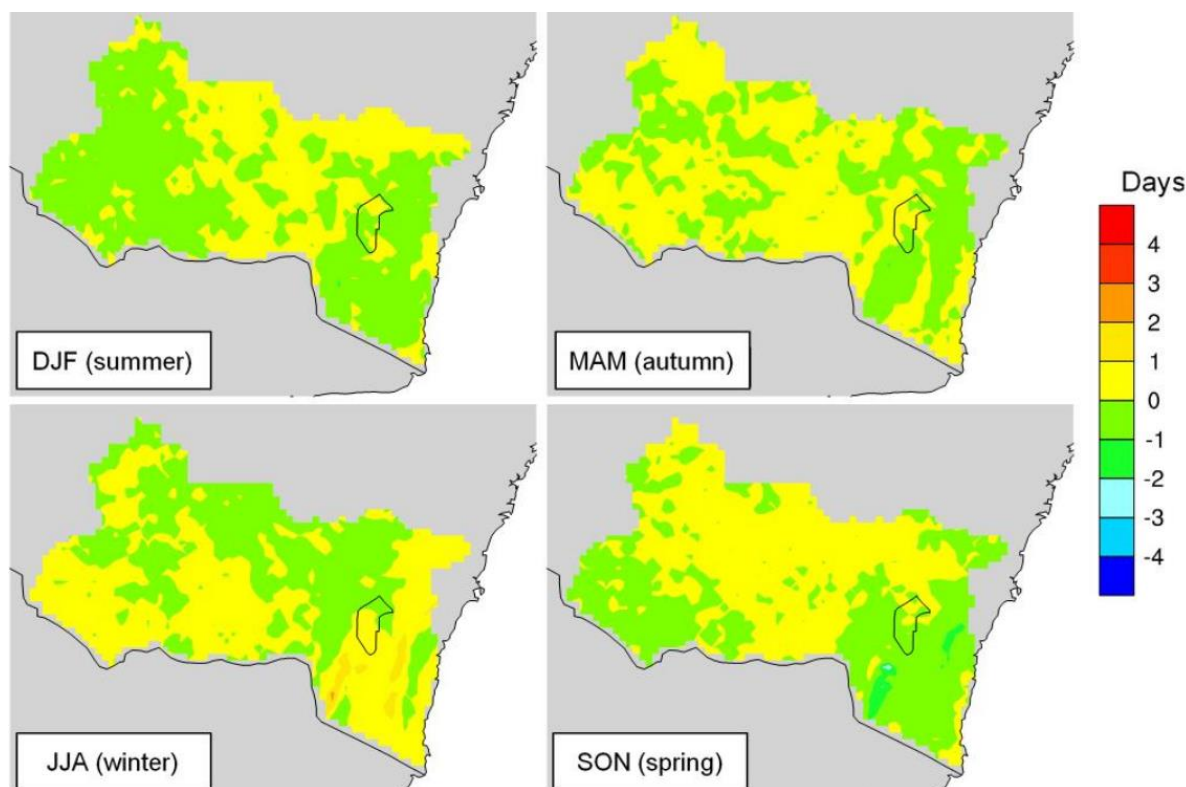 DJF (summer)
MAM (autumn)
JJA (winter)
SON (spring)
Days
4
3
2
1
0
-1
-2
-3
-4